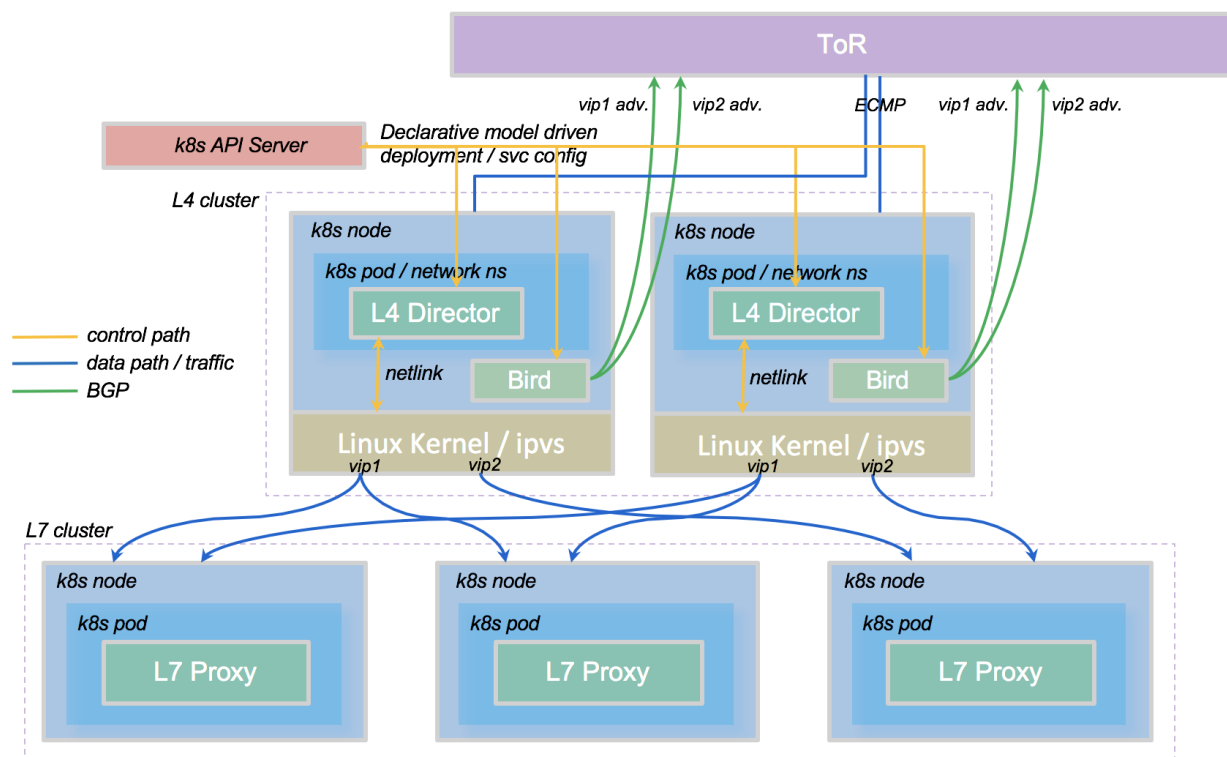 ToR
vip1 adv.
vip2 adv.
ECMP
vip1 adv.
vip2 adv.
k8s API Server
Declarative model driven
deployment / svc config
L4 cluster
k8s node
k8s node
k8s pod / network ns
k8s pod / network ns
L4 Director
L4 Director
control path
data path / traffic
BGP
netlink
Bird
netlink
Bird
Linux Kernel / ipvs
Linux Kernel / ipvs
vip1
vip2
vip1
vip2
L7 cluster
k8s node
k8s node
k8s node
k8s pod
k8s pod
k8s pod
L7 Proxy
L7 Proxy
L7 Proxy